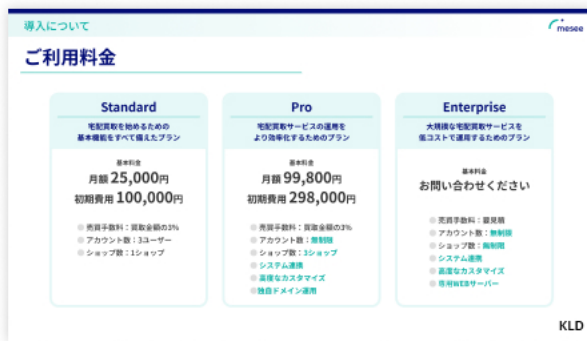 導入について
mesee
ご利用料金
Standard
宅配買取を始めるための
基本機能をすべて備えたプラン
基本料金
月額 25,000円
初期費用 100,000円
売買手数料：買取金額の3%
アカウント数：3ユーザー
ショップ数：1ショップ
Pro
宅配買取サービスの運用を
より効率化するためのプラン
基本料金
月額 99,800円
初期費用 298,000円
売買手数料：買取金額の3%
アカウント数：無制限
ショップ数：3ショップ
システム連携
高度なカスタマイズ
独自ドメイン運用
Enterprise
大規模な宅配買取サービスを
低コストで運用するためのプラン
基本料金
お問い合わせください
売買手数料：要見積
アカウント数：無制限
ショップ数：無制限
システム連携
高度なカスタマイズ
専用WEBサーバー
KLD